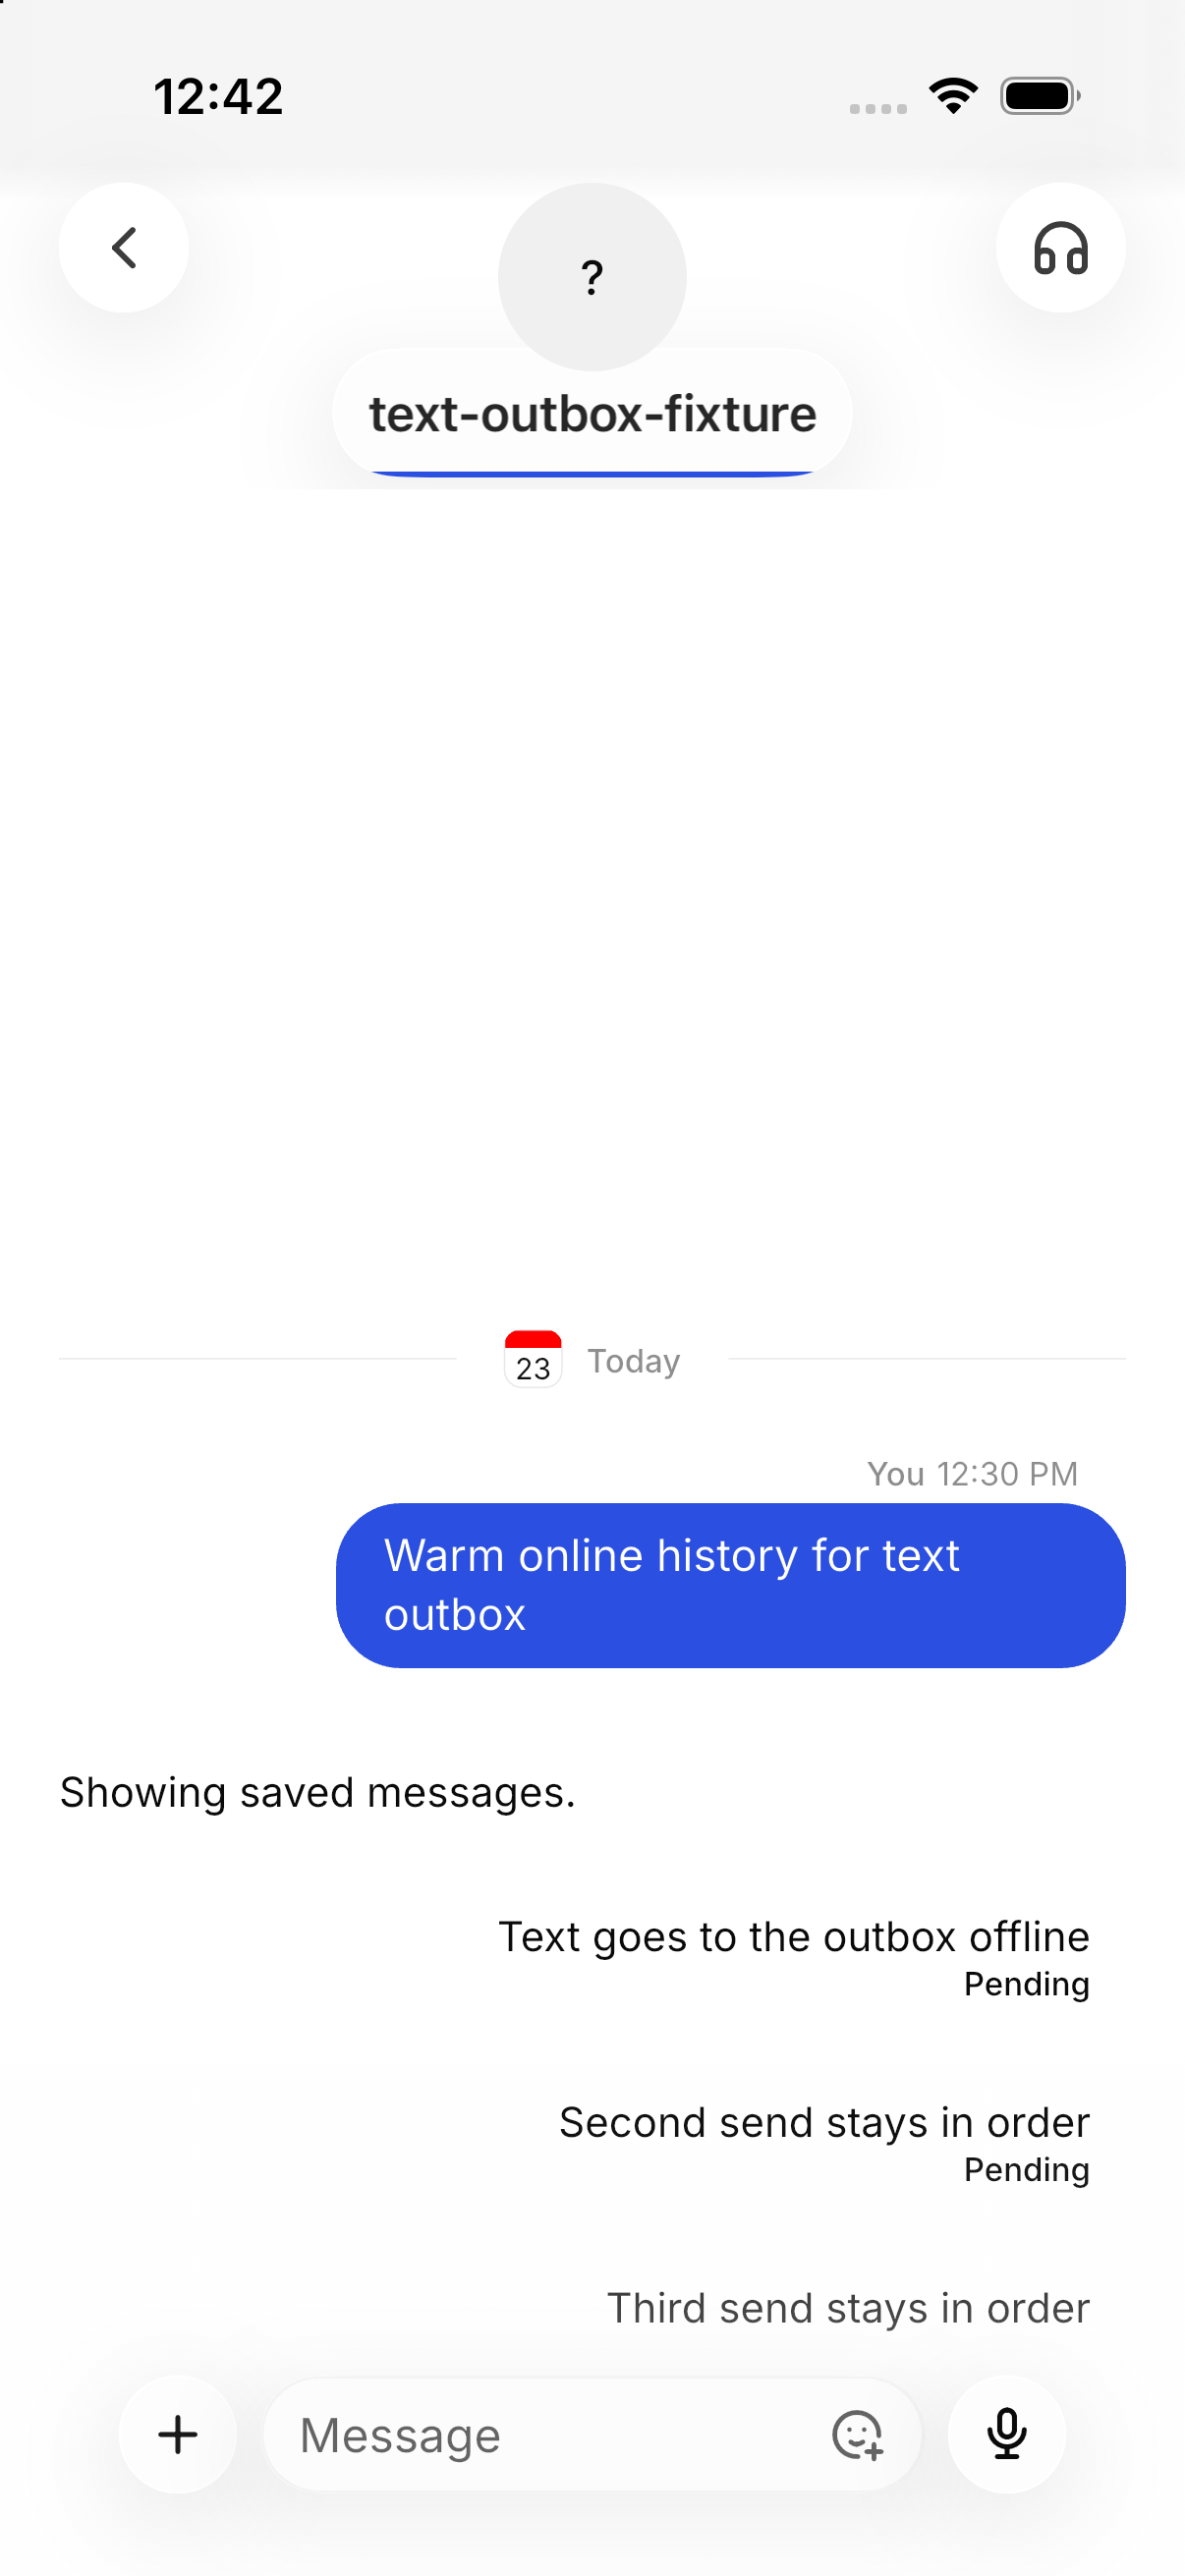 12:42
?
text-outbox-fixture
23 Today
You 12:30 PM
Warm online history for text
outbox
Showing saved messages.
Text goes to the outbox offline
Pending
Second send stays in order
Pending
Third send stays in order
Message